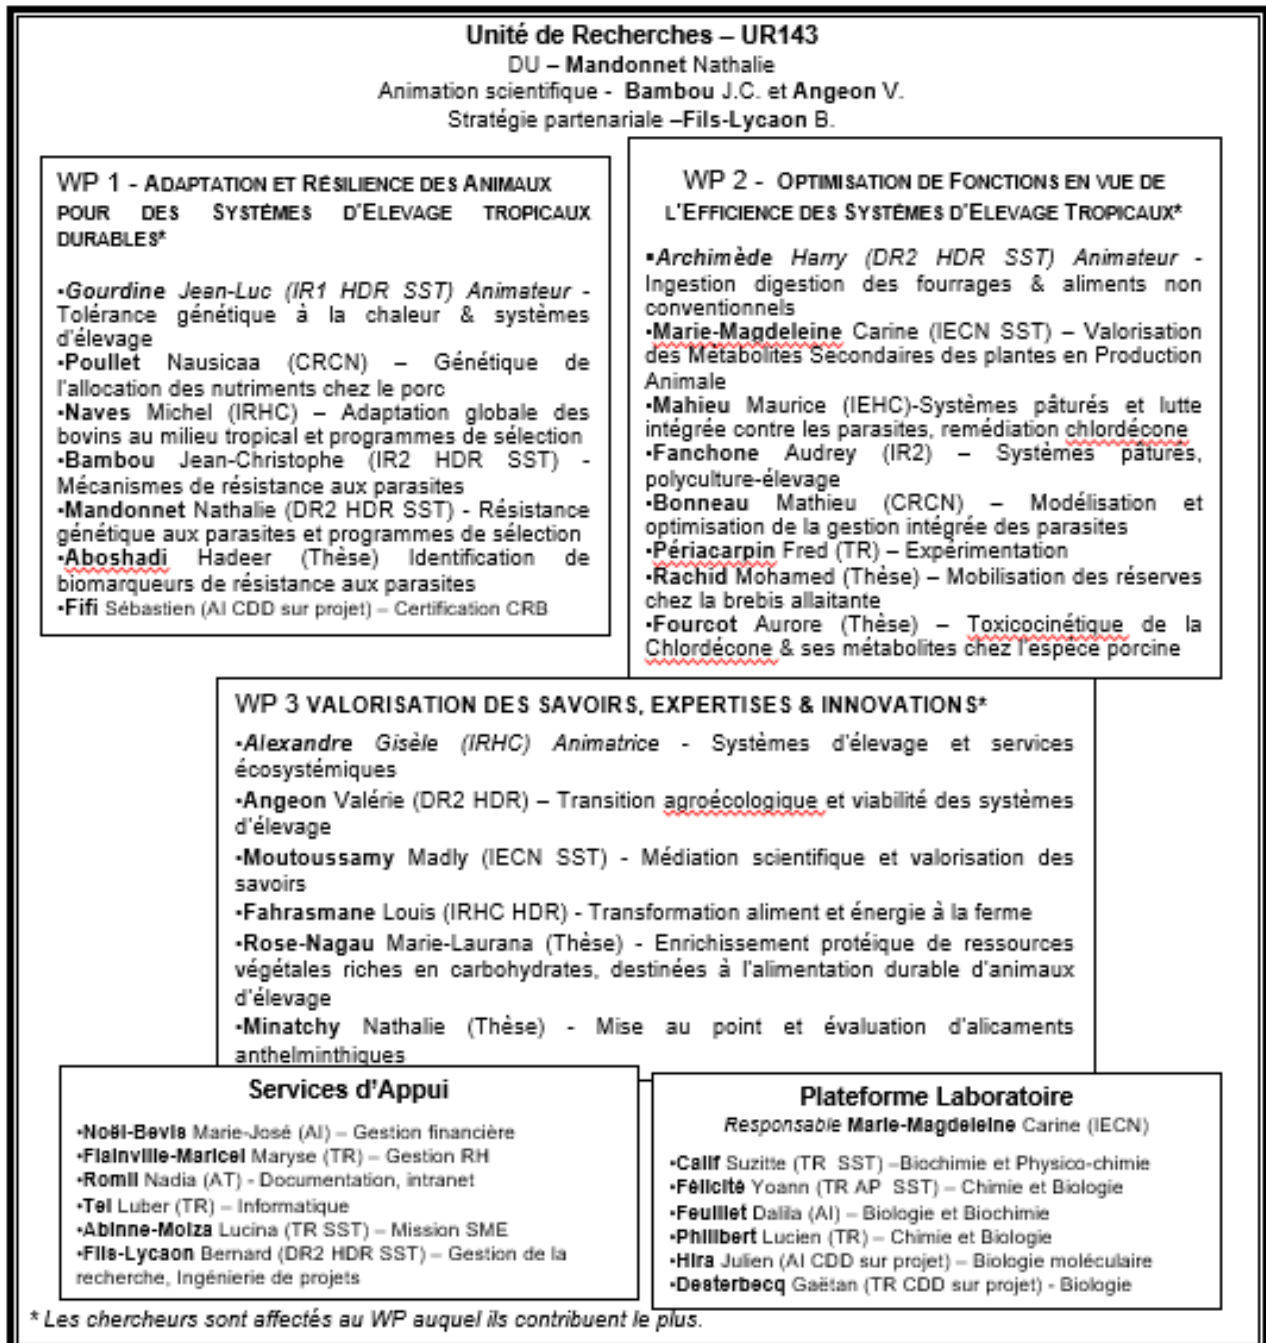 Unité de Recherches – UR143
DU – Mandonnet Nathalie
Animation scientifique - Bambou J.C. et Angeon V.
Stratégie partenariale –Fils-Lycaon B.
WP 1 - ADAPTATION ET RÉSILIENCE DES ANIMAUX
POUR DES SYSTÈMES D'ELEVAGE TROPICAUX
DURABLES*
▪Gourdine Jean-Luc (IR1 HDR SST) Animateur -
Tolérance génétique à la chaleur & systèmes
d'élevage
▪Poullet Nausicaa (CRCN) – Génétique de
l'allocation des nutriments chez le porc
▪Naves Michel (IRHC) – Adaptation globale des
bovins au milieu tropical et programmes de sélection
▪Bambou Jean-Christophe (IR2 HDR SST) -
Mécanismes de résistance aux parasites
▪Mandonnet Nathalie (DR2 HDR SST) - Résistance
génétique aux parasites et programmes de sélection
▪Aboshadi Hadeer (Thèse) Identification de
biomarqueurs de résistance aux parasites
▪Fifi Sébastien (AI CDD sur projet) – Certification CRB
WP 2 - OPTIMISATION DE FONCTIONS EN VUE DE
L'EFFICIENCE DES SYSTÈMES D'ELEVAGE TROPICAUX*
▪Archimède Harry (DR2 HDR SST) Animateur -
Ingestion digestion des fourrages & aliments non
conventionnels
▪Marie-Magdeleine Carine (IECN SST) – Valorisation
des Métabolites Secondaires des plantes en Production
Animale
▪Mahieu Maurice (IEHC)-Systèmes pâturés et lutte
intégrée contre les parasites, remédiation chlordécone
▪Fanchone Audrey (IR2) – Systèmes pâturés,
polyculture-élevage
▪Bonneau Mathieu (CRCN) – Modélisation et
optimisation de la gestion intégrée des parasites
▪Périacarpin Fred (TR) – Expérimentation
▪Rachid Mohamed (Thèse) – Mobilisation des réserves
chez la brebis allaitante
▪Fourcot Aurore (Thèse) – Toxicocinétique de la
Chlordécone & ses métabolites chez l'espèce porcine
WP 3 VALORISATION DES SAVOIRS, EXPERTISES & INNOVATIONS*
▪Alexandre Gisèle (IRHC) Animatrice - Systèmes d'élevage et services
écosystémiques
▪Angeon Valérie (DR2 HDR) – Transition agroécologique et viabilité des systèmes
d'élevage
▪Moutoussamy Madly (IECN SST) - Médiation scientifique et valorisation des
savoirs
▪Fahrasmane Louis (IRHC HDR) - Transformation aliment et énergie à la ferme
▪Rose-Nagau Marie-Laurana (Thèse) - Enrichissement protéique de ressources
végétales riches en carbohydrates, destinées à l'alimentation durable d'animaux
d'élevage
▪Minatchy Nathalie (Thèse) - Mise au point et évaluation d'alicaments
anthelminthiques
Services d'Appui
▪Noël-Bevis Marie-José (AI) – Gestion financière
▪Flainville-Maricel Maryse (TR) – Gestion RH
▪Romil Nadia (AT) - Documentation, intranet
▪Tel Luber (TR) – Informatique
▪Abinne-Moiza Lucina (TR SST) – Mission SME
▪Fils-Lycaon Bernard (DR2 HDR SST) – Gestion de la
recherche, Ingénierie de projets
Plateforme Laboratoire
Responsable Marie-Magdeleine Carine (IECN)
▪Calif Suzitte (TR SST) –Biochimie et Physico-chimie
▪Félicité Yoann (TR AP SST) – Chimie et Biologie
▪Feuillet Dalila (AI) – Biologie et Biochimie
▪Philibert Lucien (TR) – Chimie et Biologie
▪Hira Julien (AI CDD sur projet) – Biologie moléculaire
▪Desterbecq Gaëtan (TR CDD sur projet) - Biologie
* Les chercheurs sont affectés au WP auquel ils contribuent le plus.